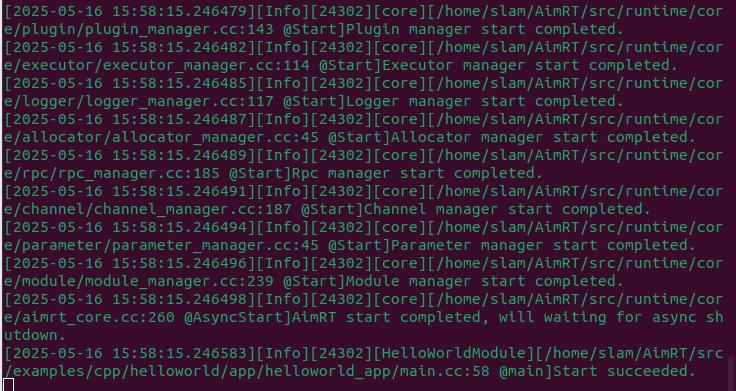 [2025-05-16 15:58:15.246479][Info][24302][core][/home/slam/AimRT/src/runtime/cor
e/plugin/plugin_manager.cc:143 @Start]Plugin manager start completed.
[2025-05-16 15:58:15.246482][Info][24302][core][/home/slam/AimRT/src/runtime/cor
e/executor/executor_manager.cc:114 @Start]Executor manager start completed.
[2025-05-16 15:58:15.246485][Info][24302][core][/home/slam/AimRT/src/runtime/cor
e/logger/logger_manager.cc:117 @Start]Logger manager start completed.
[2025-05-16 15:58:15.246487][Info][24302][core][/home/slam/AimRT/src/runtime/cor
e/allocator/allocator_manager.cc:45 @Start]Allocator manager start completed.
[2025-05-16 15:58:15.246489][Info][24302][core][/home/slam/AimRT/src/runtime/cor
e/rpc/rpc_manager.cc:185 @Start]Rpc manager start completed.
[2025-05-16 15:58:15.246491][Info][24302][core][/home/slam/AimRT/src/runtime/cor
e/channel/channel_manager.cc:187 @Start]Channel manager start completed.
[2025-05-16 15:58:15.246494][Info][24302][core][/home/slam/AimRT/src/runtime/cor
e/parameter/parameter_manager.cc:45 @Start]Parameter manager start completed.
[2025-05-16 15:58:15.246496][Info][24302][core][/home/slam/AimRT/src/runtime/cor
e/module/module_manager.cc:239 @Start]Module manager start completed.
[2025-05-16 15:58:15.246498][Info][24302][core][/home/slam/AimRT/src/runtime/cor
e/aimrt_core.cc:260 @AsyncStart]AimRT start completed, will waiting for async sh
utdown.
[2025-05-16 15:58:15.246583][Info][24302][HelloWorldModule][/home/slam/AimRT/src
/examples/cpp/helloworld/app/helloworld_app/main.cc:58 @main]Start succeeded.